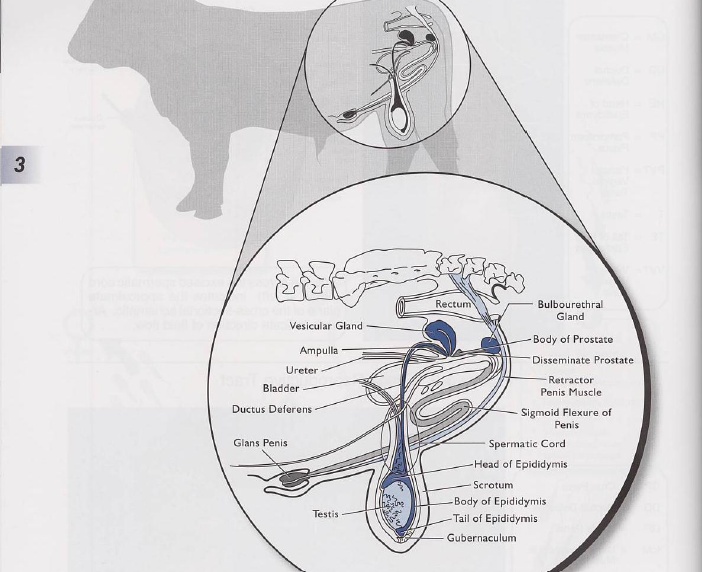 3
Rectum
Bulbourethral
Gland
Vesicular Gland
Body of Prostate
Ampulla
Disseminate Prostate
Ureter
Retractor
Penis Muscle
Bladder
Ductus Deferens
Sigmoid Flexure of
Penis
Glans Penis
Spermatic Cord
Head of Epididymis
Scrotum
Body of Epididymis
Testis
Tail of Epididymis
Gubernaculum